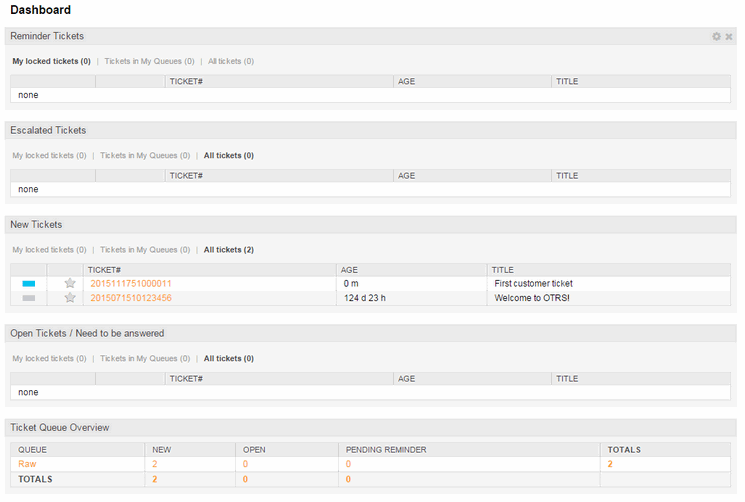 Dashboard
Reminder Tickets
My locked tickets (0) | Tickets in My Queues (0) | All tickets (0)
TICKET# AGE TITLE
none
Escalated Tickets
My locked tickets (0) | Tickets in My Queues (0) | All tickets (0)
TICKET# AGE TITLE
none
New Tickets
My locked tickets (0) | Tickets in My Queues (0) | All tickets (2)
TICKET# AGE TITLE
2015111751000011 0 m First customer ticket
2015071510123456 124 d 23 h Welcome to OTRS!
Open Tickets / Need to be answered
My locked tickets (0) | Tickets in My Queues (0) | All tickets (0)
TICKET# AGE TITLE
none
Ticket Queue Overview
QUEUE NEW OPEN PENDING REMINDER TOTALS
Raw 2 0 0 2
TOTALS 2 0 0